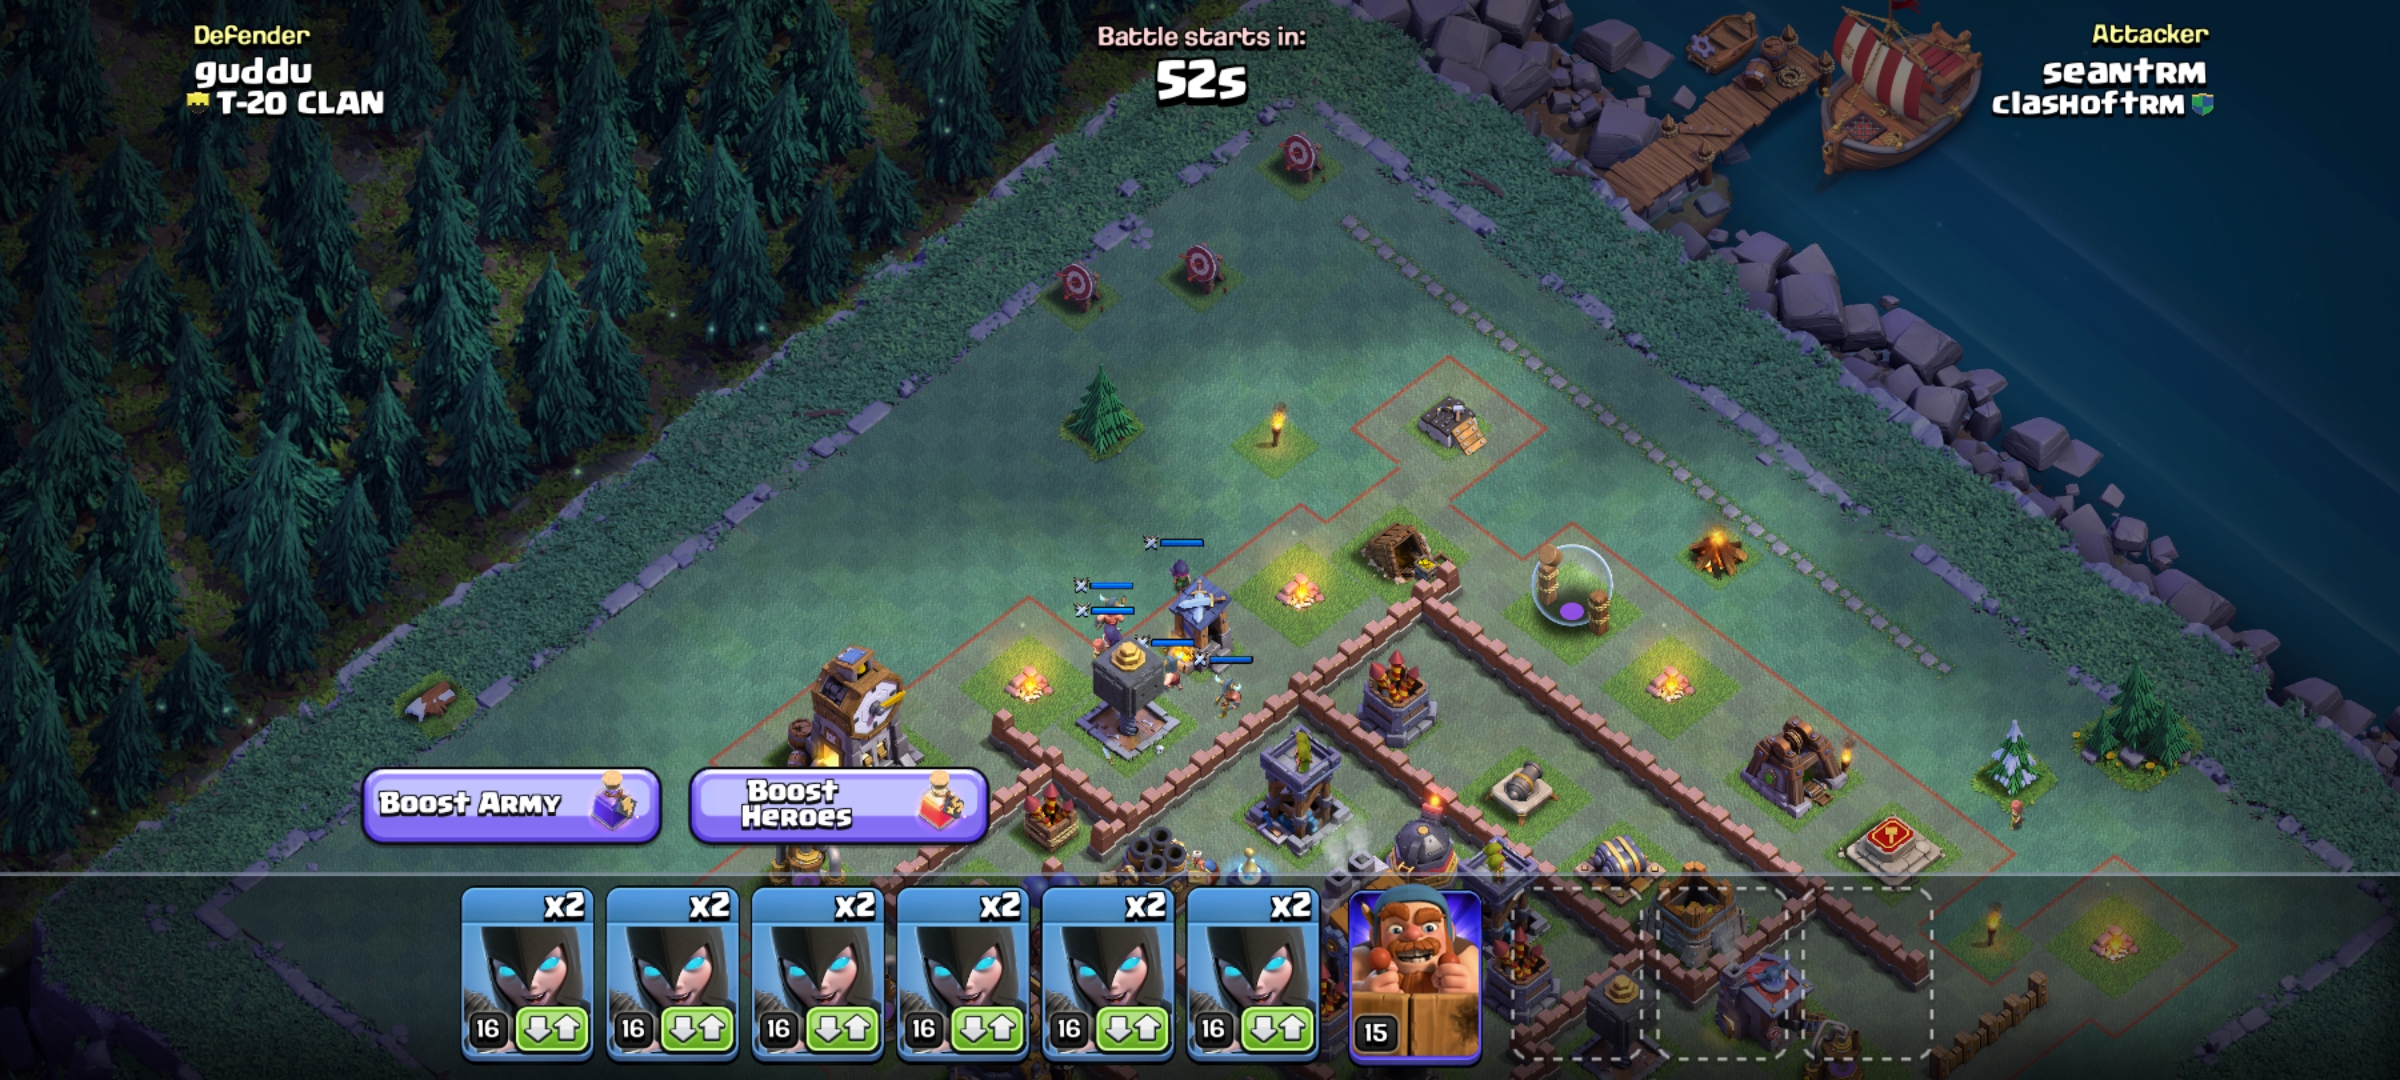 Defender
guddu
T-20 CLAN
Battle starts in:
52s
Attacker
seantRM
clashoftRM
Boost Army
Boost
Heroes
x2
x2
x2
x2
x2
x2
16
16
16
16
16
16
15